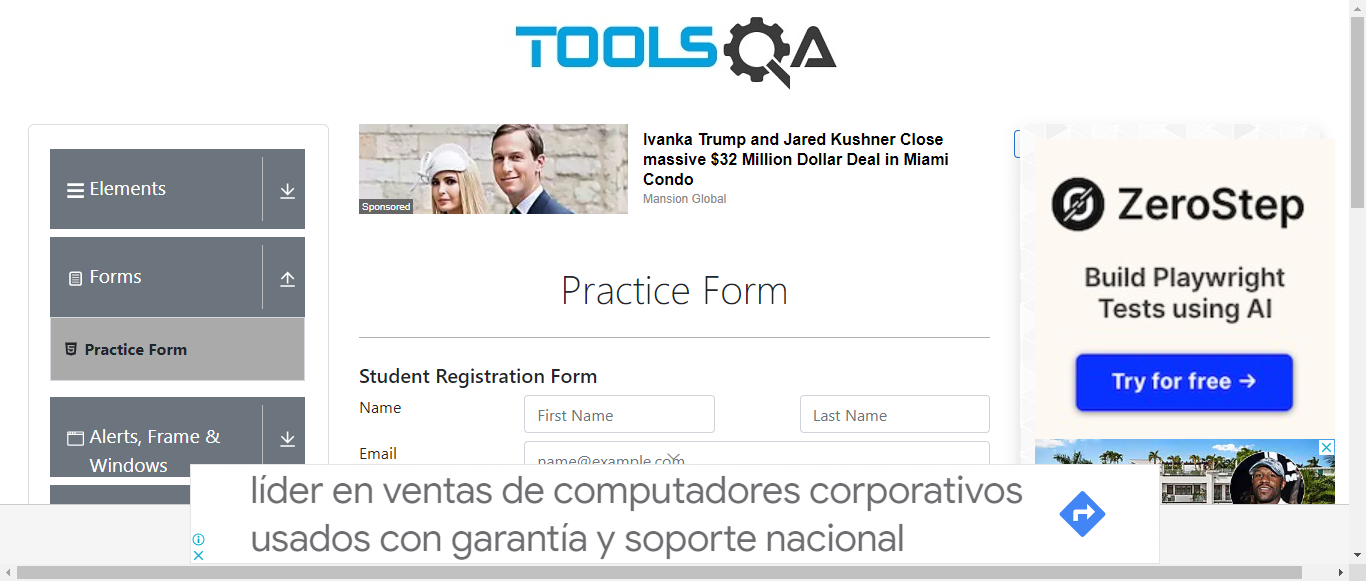 TOOLSQA
Elements
Forms
Practice Form
Alerts, Frame &
Windows
Sponsored
Ivanka Trump and Jared Kushner Close
massive $32 Million Dollar Deal in Miami
Condo
Mansion Global
Practice Form
Student Registration Form
Name
First Name
Last Name
Email
name@example.com
ZeroStep
Build Playwright
Tests using AI
Try for free →
líder en ventas de computadores corporativos
usados con garantía y soporte nacional